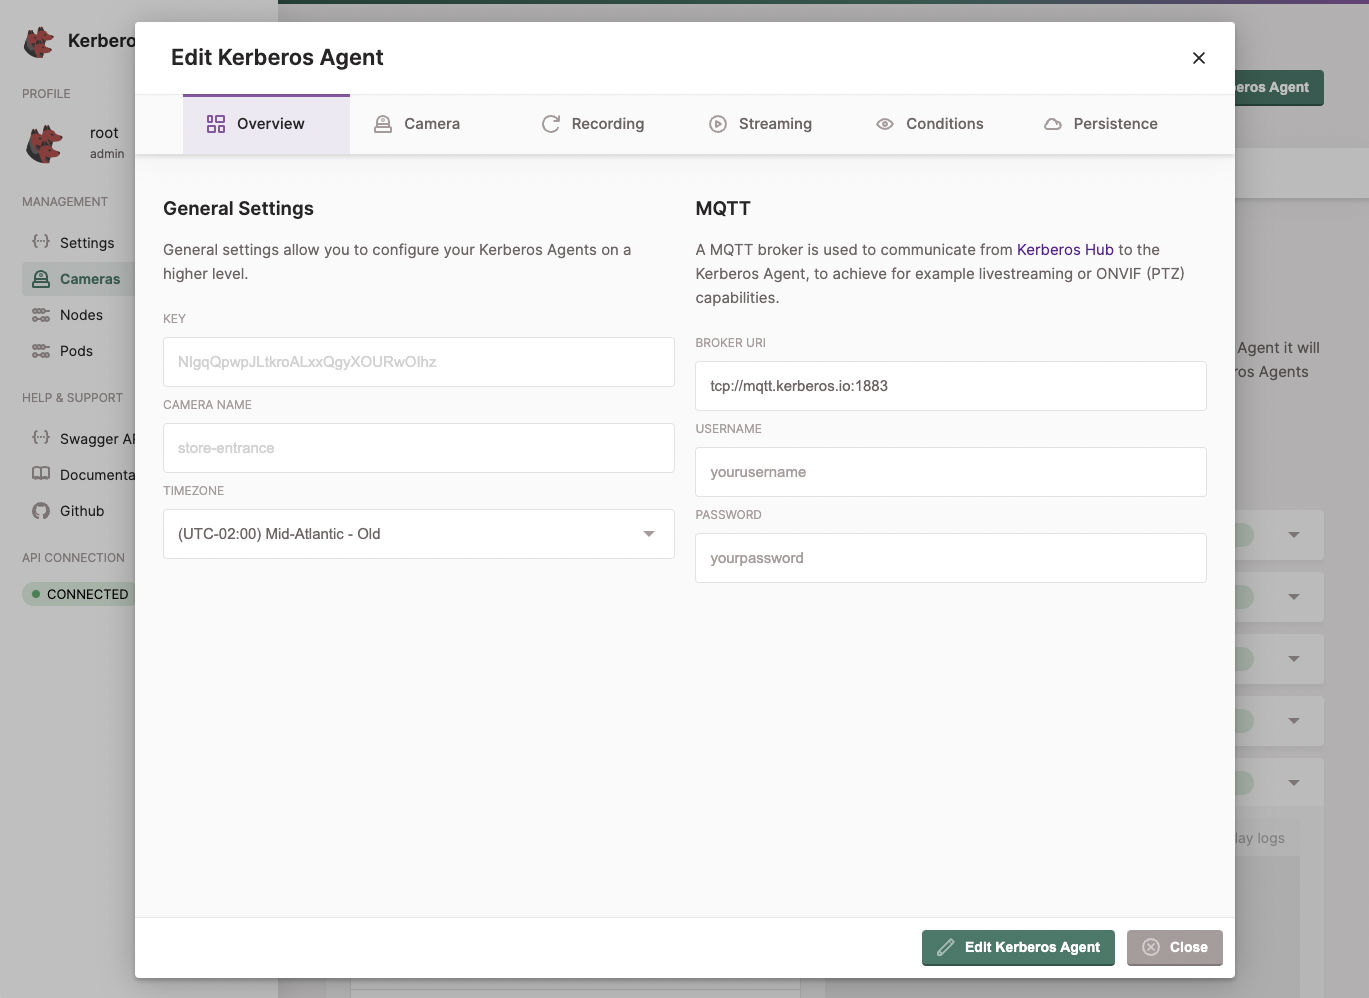 Kerbero
PROFILE
root
admin
MANAGEMENT
Settings
Cameras
Nodes
Pods
HELP & SUPPORT
Swagger AP
Documenta
Github
API CONNECTION
CONNECTED
Edit Kerberos Agent
Overview
Camera
Recording
Streaming
Conditions
Persistence
General Settings
General settings allow you to configure your Kerberos Agents on a
higher level.
KEY
CAMERA NAME
store-entrance
TIMEZONE
(UTC-02:00) Mid-Atlantic - Old
MQTT
A MQTT broker is used to communicate from Kerberos Hub to the
Kerberos Agent, to achieve for example livestreaming or ONVIF (PTZ)
capabilities.
BROKER URI
tcp://mqtt.kerberos.io:1883
USERNAME
yourusername
PASSWORD
yourpassword
Edit Kerberos Agent
Close
beros Agent
Agent it will
ros Agents
lay logs